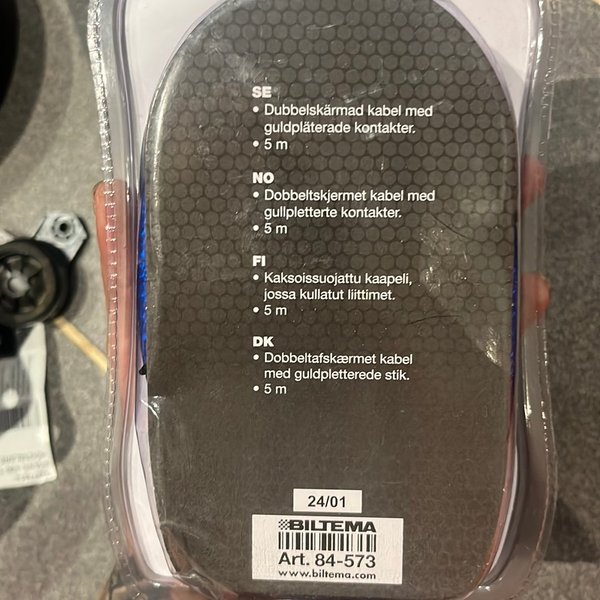 SE
• Dubbelskärmad kabel med
guldpläterade kontakter.
• 5 m
NO
• Dobbeltskjermet kabel med
gullpletterte kontakter.
• 5 m
FI
• Kaksoissuojattu kaapeli,
jossa kullatut liittimet.
• 5 m
DK
• Dobbeltafskærmet kabel
med guldpletterede stik.
• 5 m
24/01
BILTEMA
Art. 84-573
www.biltema.com